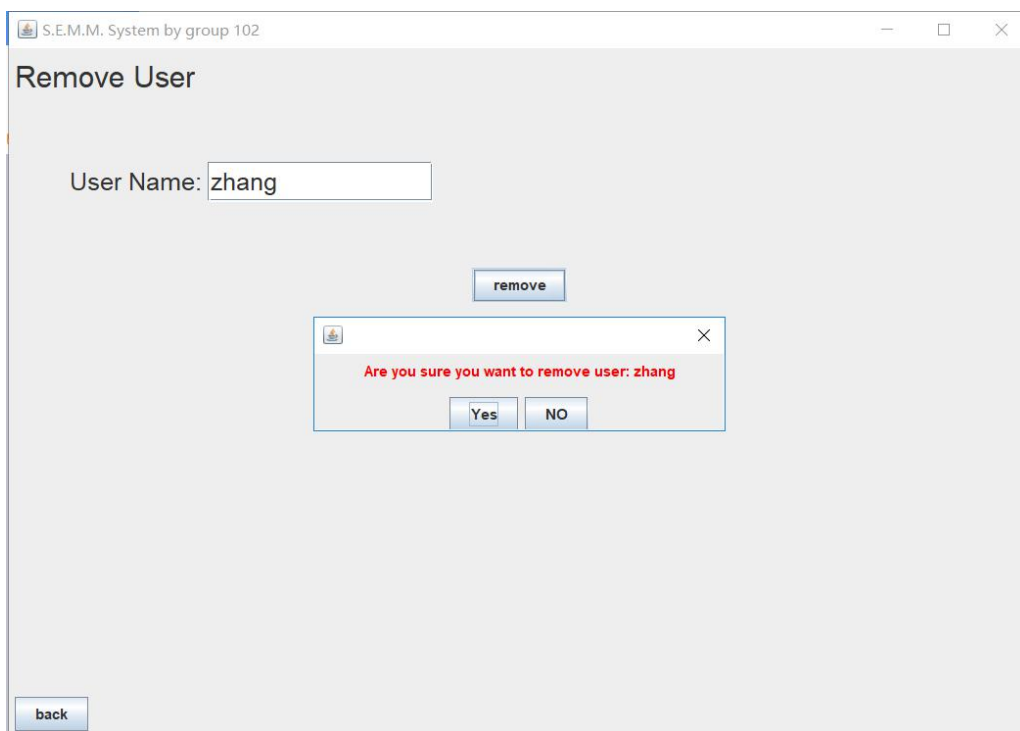 S.E.M.M. System by group 102
Remove User
User Name: zhang
remove
Are you sure you want to remove user: zhang
Yes NO
back